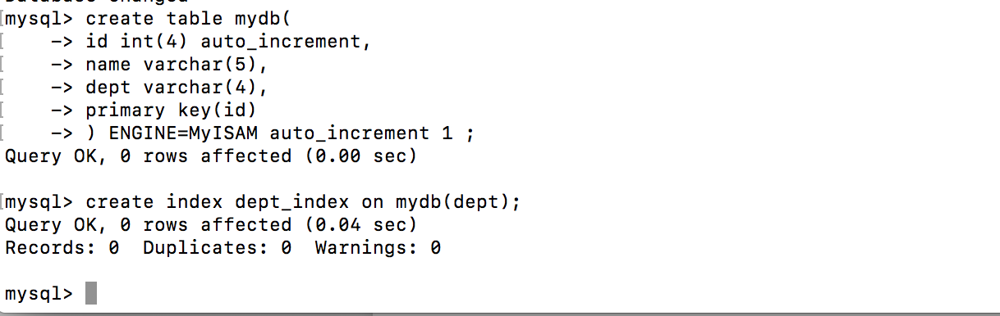 Database changed
[mysql> create table mydb(
[    -> id int(4) auto_increment,
[    -> name varchar(5),
[    -> dept varchar(4),
[    -> primary key(id)
[    -> ) ENGINE=MyISAM auto_increment 1 ;
Query OK, 0 rows affected (0.00 sec)
[mysql> create index dept_index on mydb(dept);
Query OK, 0 rows affected (0.04 sec)
Records: 0  Duplicates: 0  Warnings: 0
mysql>